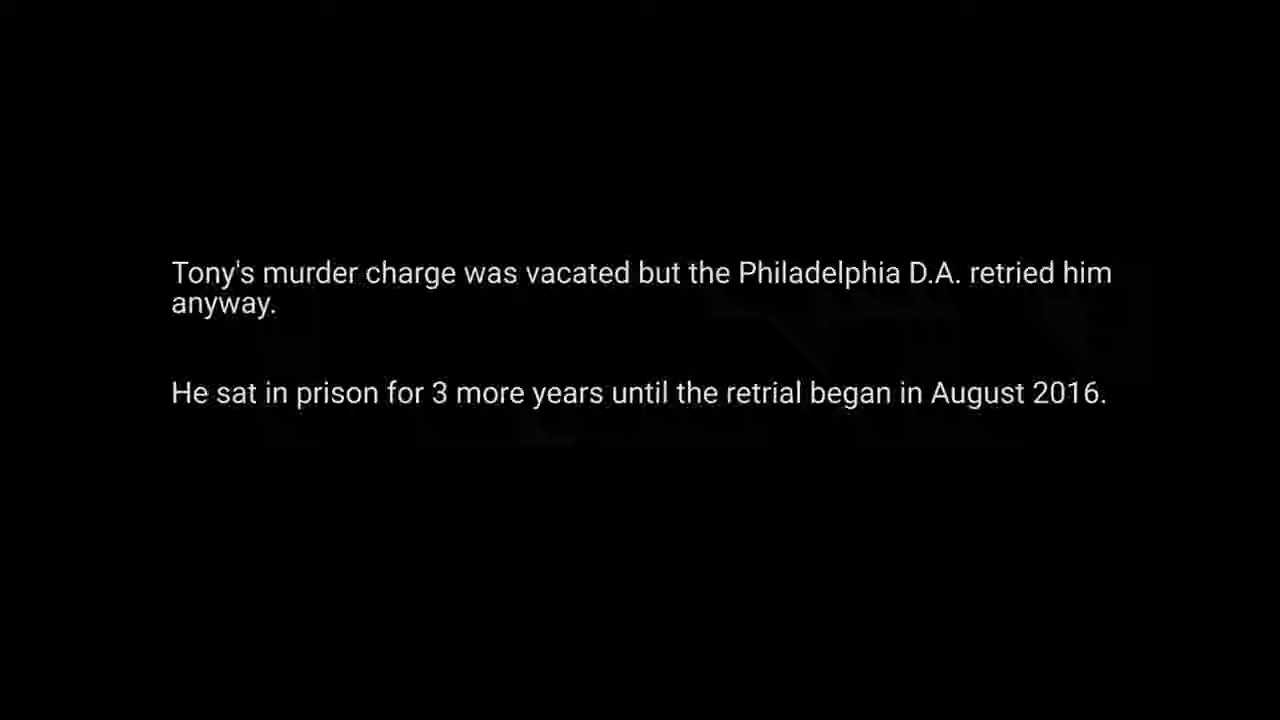 Tony's murder charge was vacated but the Philadelphia D.A. retried him
anyway.
He sat in prison for 3 more years until the retrial began in August 2016.